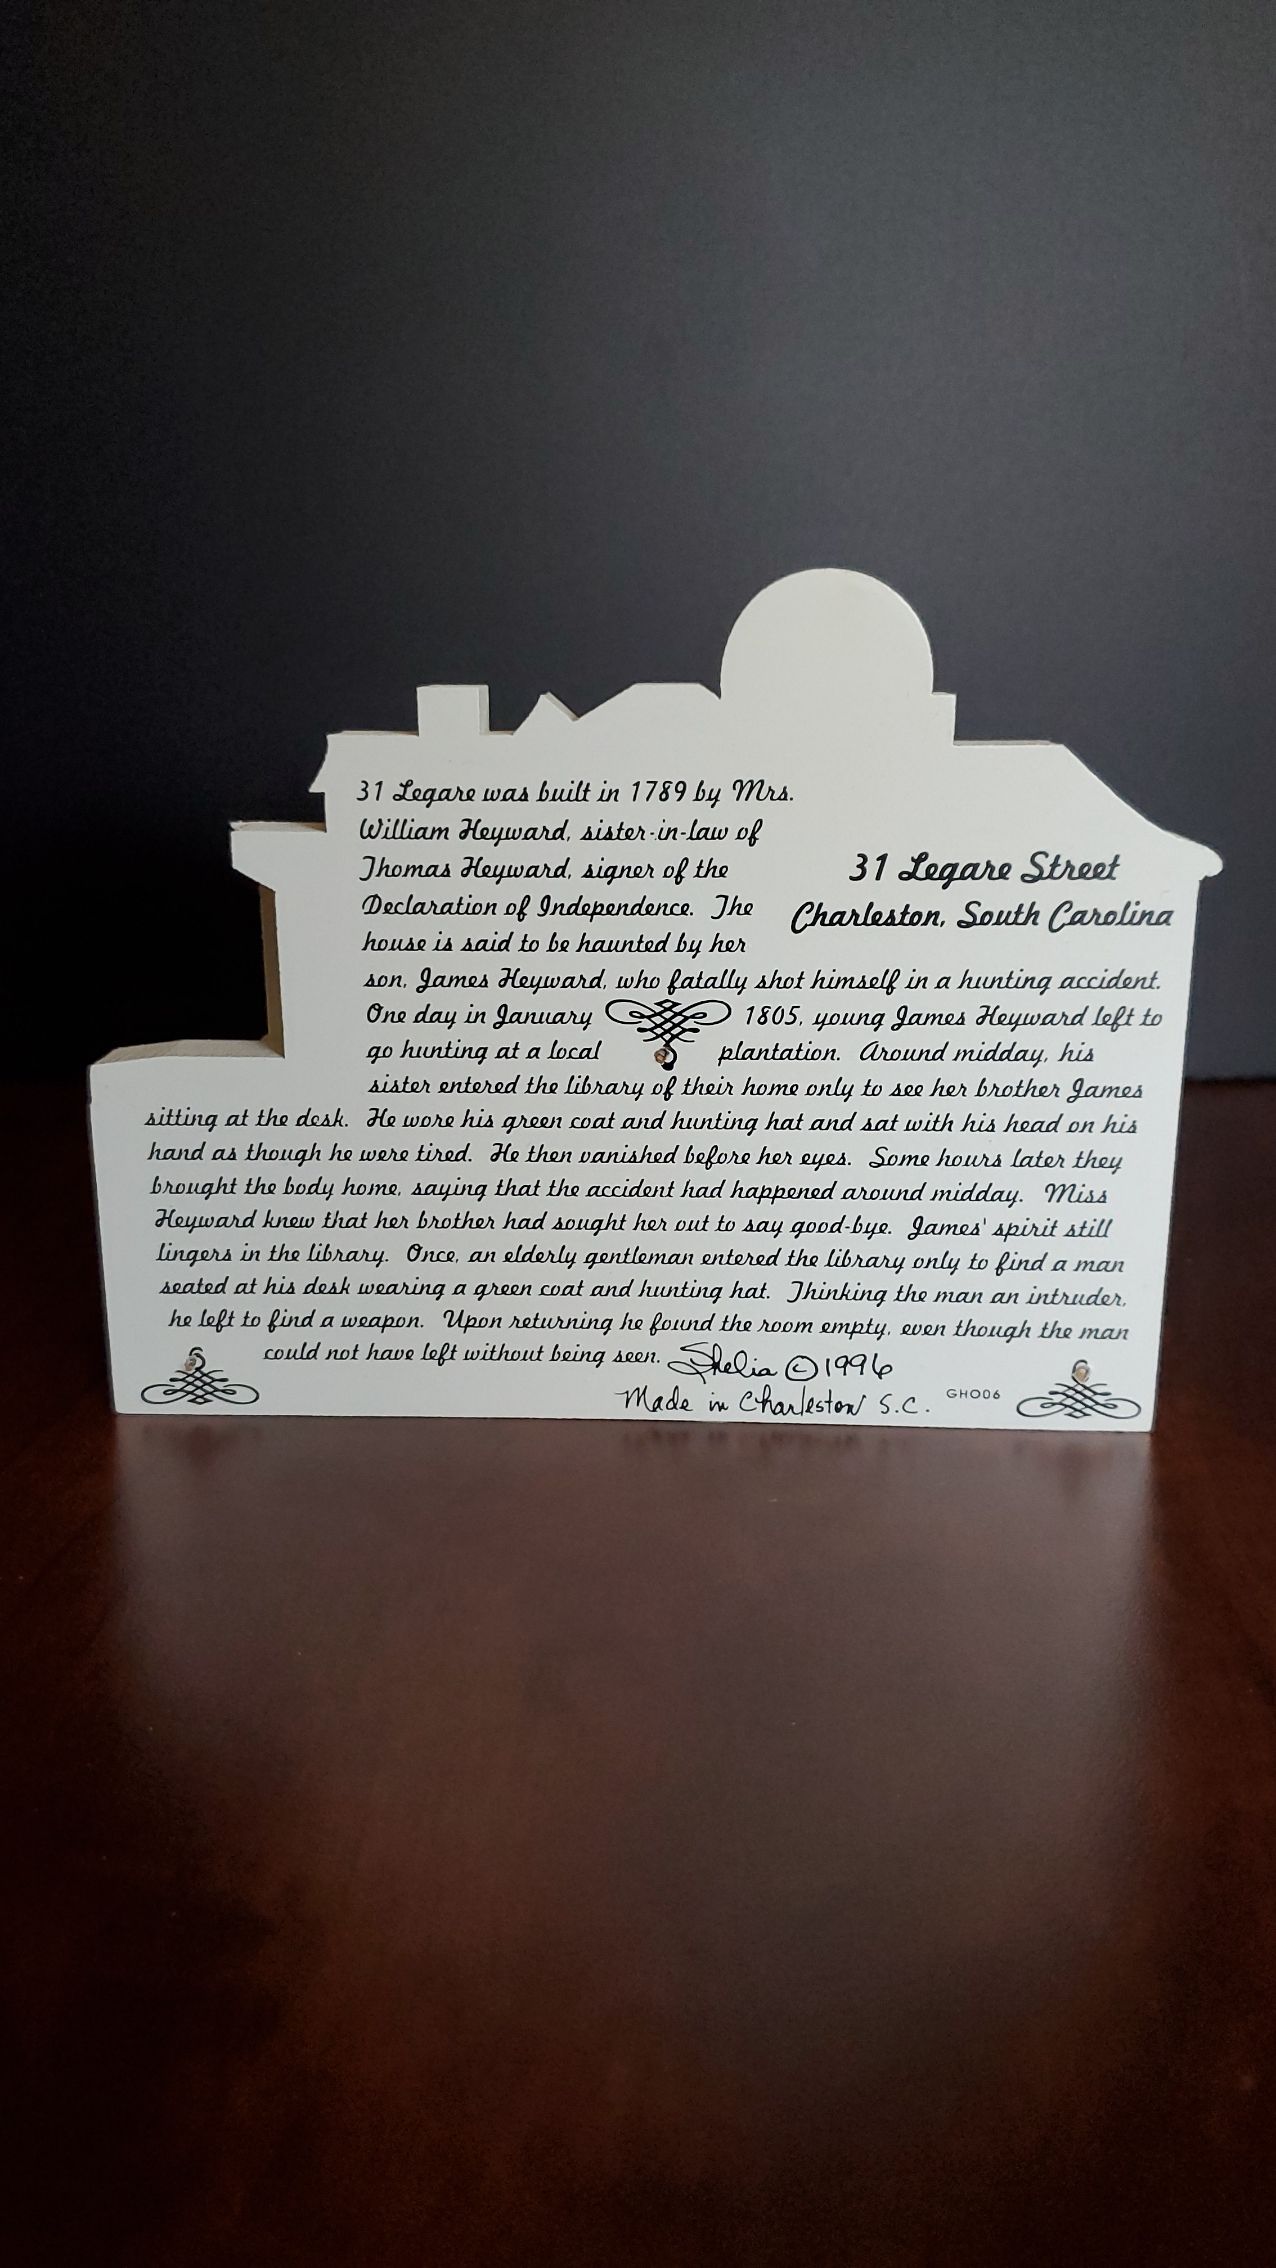 31 Legare was built in 1789 by Mrs.
William Heyward, sister-in-law of
Thomas Heyward, signer of the
Declaration of Independence. The
house is said to be haunted by her
31 Legare Street
Charleston, South Carolina
son, James Heyward, who fatally shot himself in a hunting accident.
One day in January 1805, young James Heyward left to
go hunting at a local plantation. Around midday, his
sister entered the library of their home only to see her brother James
sitting at the desk. He wore his green coat and hunting hat and sat with his head on his
hand as though he were tired. He then vanished before her eyes. Some hours later they
brought the body home, saying that the accident had happened around midday. Miss
Heyward knew that her brother had sought her out to say good-bye. James' spirit still
lingers in the library. Once, an elderly gentleman entered the library only to find a man
seated at his desk wearing a green coat and hunting hat. Thinking the man an intruder,
he left to find a weapon. Upon returning he found the room empty, even though the man
could not have left without being seen. Shelia © 1996
Made in Charleston S.C. GHO06